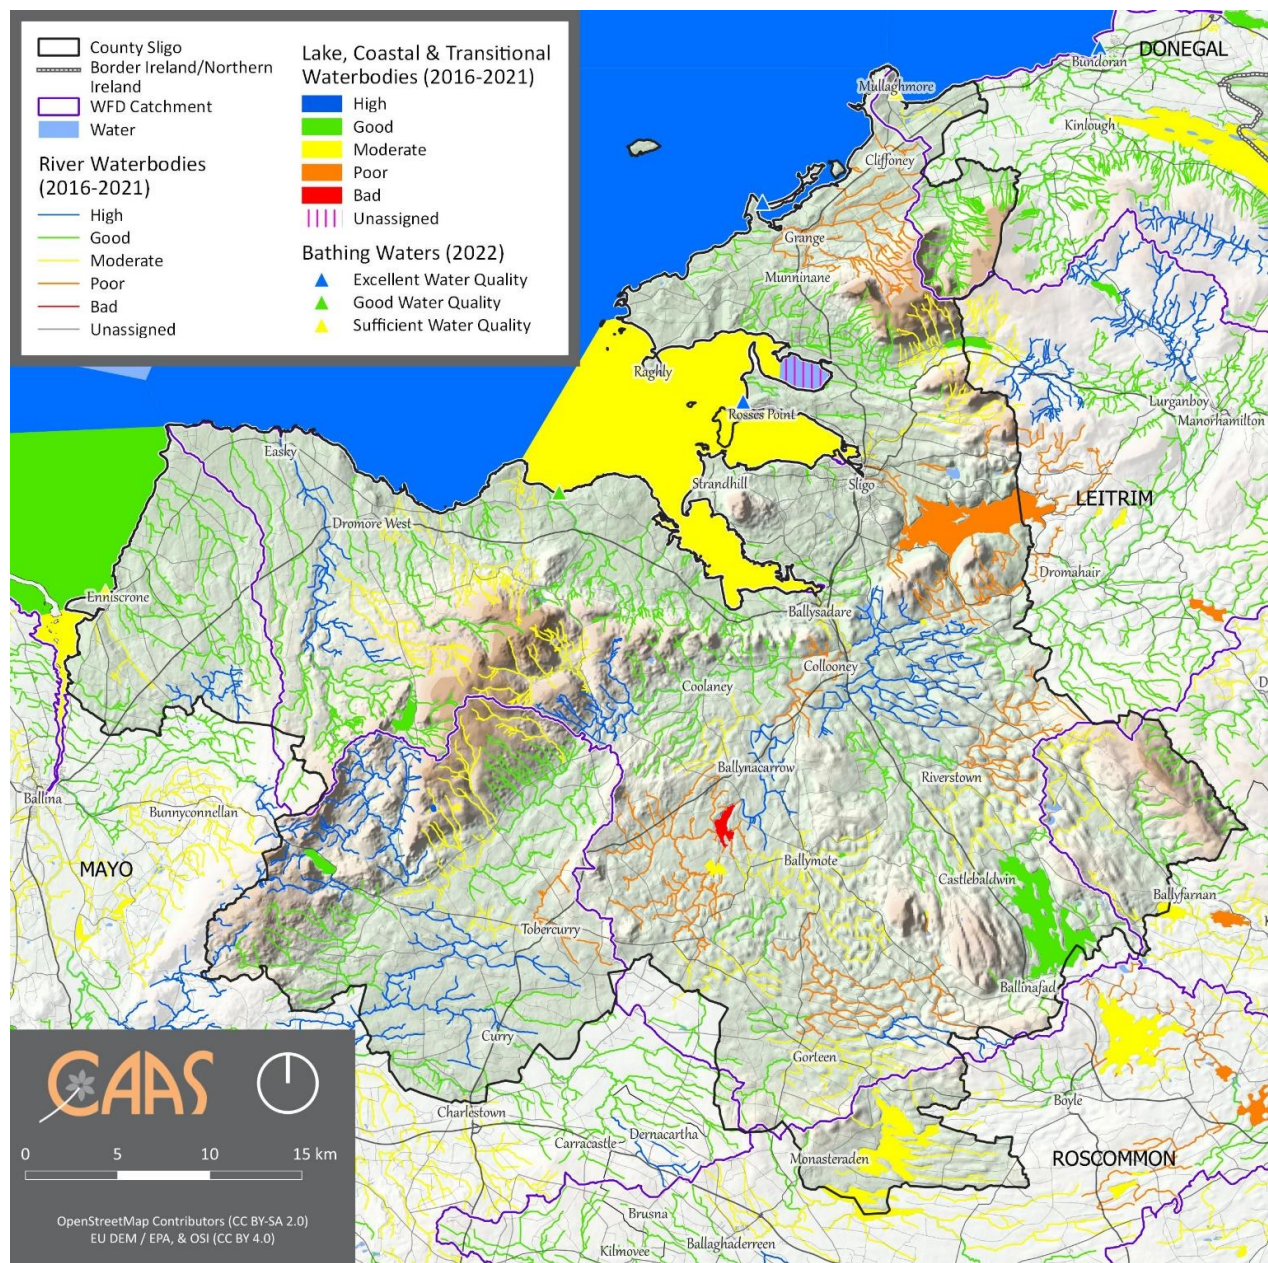 County Sligo
Border Ireland/Northern
Ireland
WFD Catchment
Water
River Waterbodies
(2016-2021)
High
Good
Moderate
Poor
Bad
Unassigned
Lake, Coastal & Transitional
Waterbodies (2016-2021)
High
Good
Moderate
Poor
Bad
Unassigned
Bathing Waters (2022)
Excellent Water Quality
Good Water Quality
Sufficient Water Quality
DONEGAL
Bundoran
Mullaghmore
Kinlough
Cliffoney
Grange
Munninane
Raghly
Rosses Point
Lurganboy
Manorhamilton
Easky
Strandhill
Sligo
LEITRIM
Dromore West
Dromahair
Enniscrone
Ballysadare
Collooney
Coolaney
D
Ballynacarrow
Riverstown
Ballina
Bunnyconnellan
MAYO
Ballymote
Castlebaldwin
Ballyfarnan
Tobercurry
Ballinafad
Curry
Gorteen
Charlestown
Boyle
Carracastle
Dernacartha
Monasteraden
ROSCOMMON
Brusna
Kilmovee
Ballaghaderreen
CAAS
0 5 10 15 km
OpenStreetMap Contributors (CC BY-SA 2.0)
EU DEM / EPA, & OSI (CC BY 4.0)